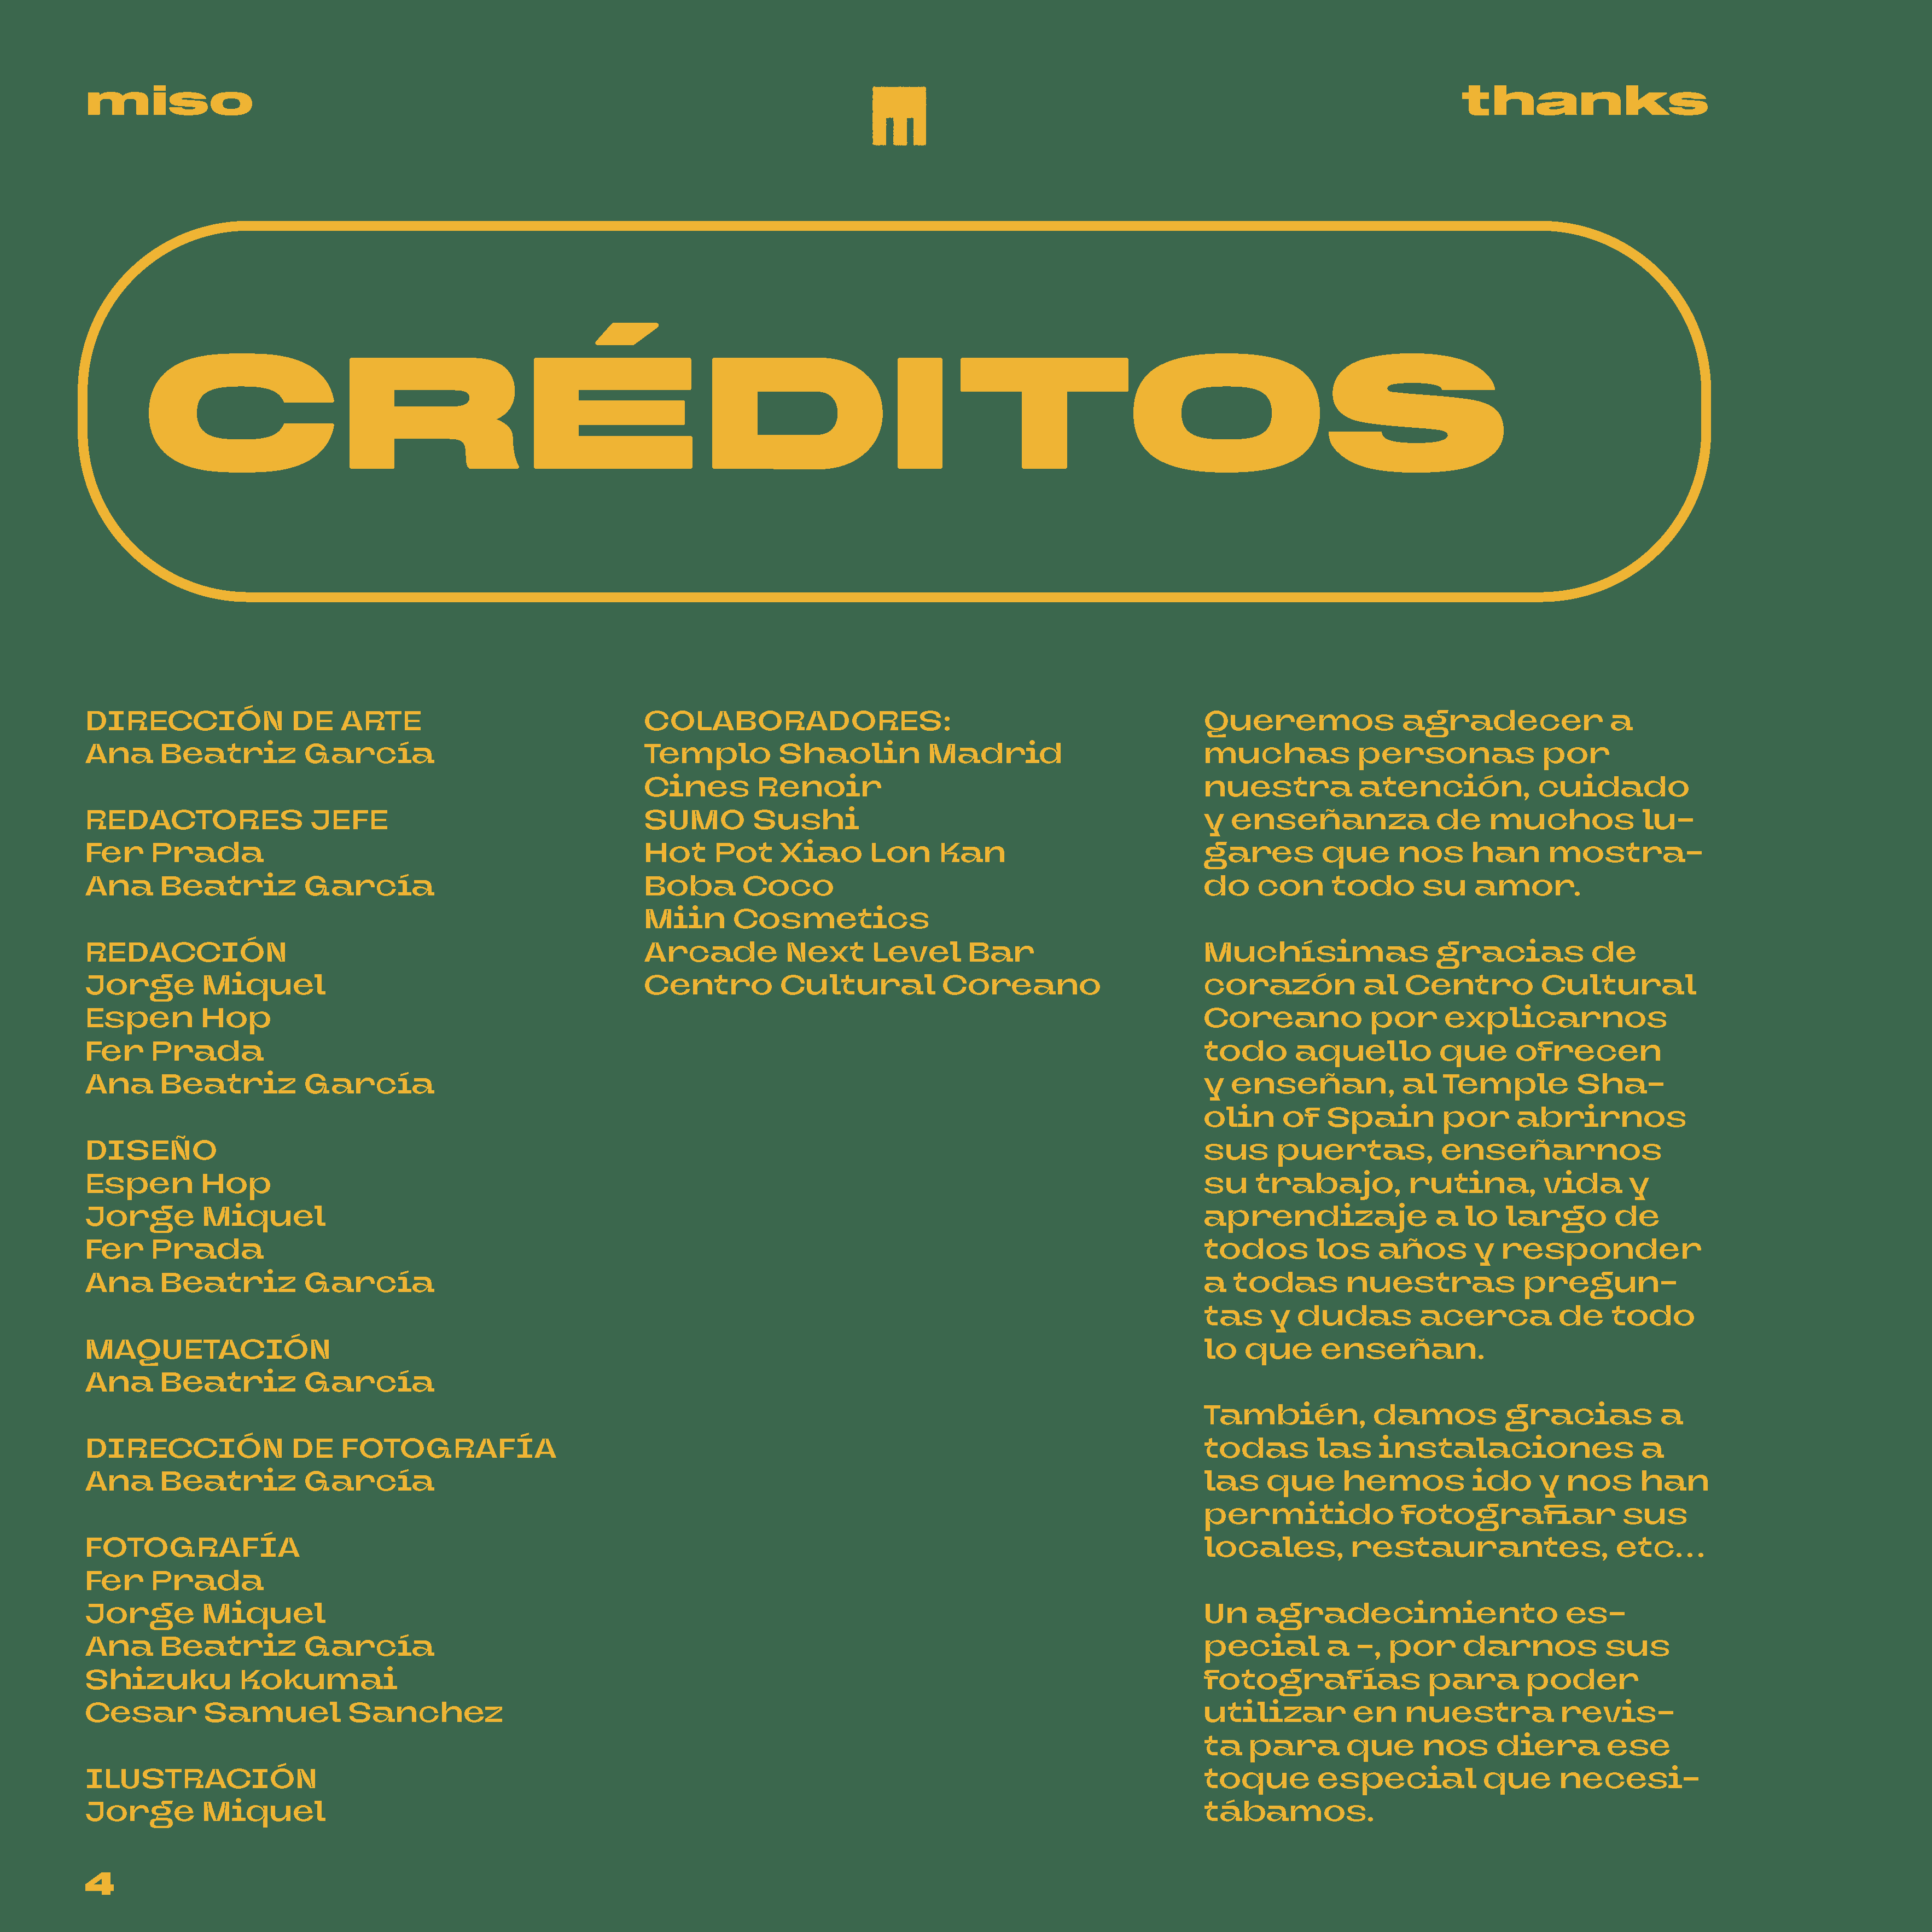 miso
thanks
CRÉDITOS
DIRECCIÓN DE ARTE
Ana Beatriz García
REDACTORES JEFE
Fer Prada
Ana Beatriz García
REDACCIÓN
Jorge Miquel
Espen Hop
Fer Prada
Ana Beatriz García
DISEÑO
Espen Hop
Jorge Miquel
Fer Prada
Ana Beatriz García
MAQUETACIÓN
Ana Beatriz García
DIRECCIÓN DE FOTOGRAFÍA
Ana Beatriz García
FOTOGRAFÍA
Fer Prada
Jorge Miquel
Ana Beatriz García
Shizuku Kokumai
Cesar Samuel Sanchez
ILUSTRACIÓN
Jorge Miquel
COLABORADORES:
Templo Shaolin Madrid
Cines Renoir
SUMO Sushi
Hot Pot Xiao Lon Kan
Boba Coco
Miin Cosmetics
Arcade Next Level Bar
Centro Cultural Coreano
Queremos agradecer a
muchas personas por
nuestra atención, cuidado
y enseñanza de muchos lu-
gares que nos han mostra-
do con todo su amor.
Muchísimas gracias de
corazón al Centro Cultural
Coreano por explicarnos
todo aquello que ofrecen
y enseñan, al Temple Sha-
olin of Spain por abrirnos
sus puertas, enseñarnos
su trabajo, rutina, vida y
aprendizaje a lo largo de
todos los años y responder
a todas nuestras pregun-
tas y dudas acerca de todo
lo que enseñan.
También, damos gracias a
todas las instalaciones a
las que hemos ido y nos han
permitido fotografiar sus
locales, restaurantes, etc...
Un agradecimiento es-
pecial a -, por darnos sus
fotografías para poder
utilizar en nuestra revis-
ta para que nos diera ese
toque especial que necesi-
tábamos.
4